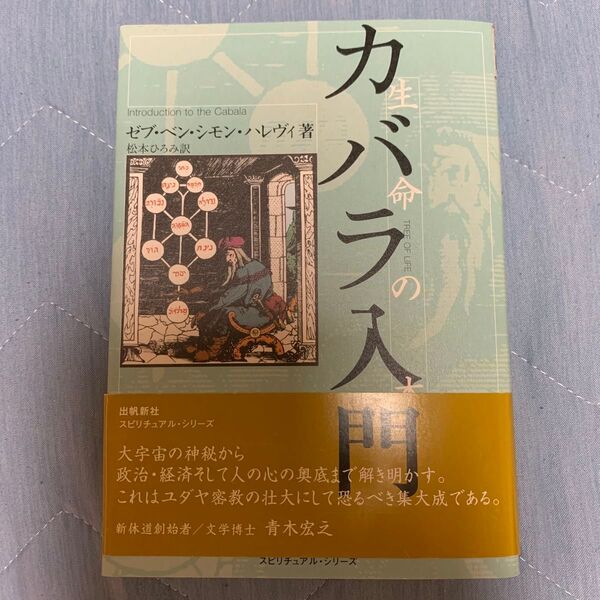 カバラ入門
生命の木
TREE OF LIFE
Introduction to the Cabala
ゼブ・ベン・シモン・ハレヴィ著
松本ひろみ訳
出帆新社
スピリチュアル・シリーズ
大宇宙の神秘から
政治・経済そして人の心の奥底まで解き明かす。
これはユダヤ密教の壮大にして恐るべき集大成である。
新体道創始者／文学博士 青木宏之
スピリチュアル・シリーズ